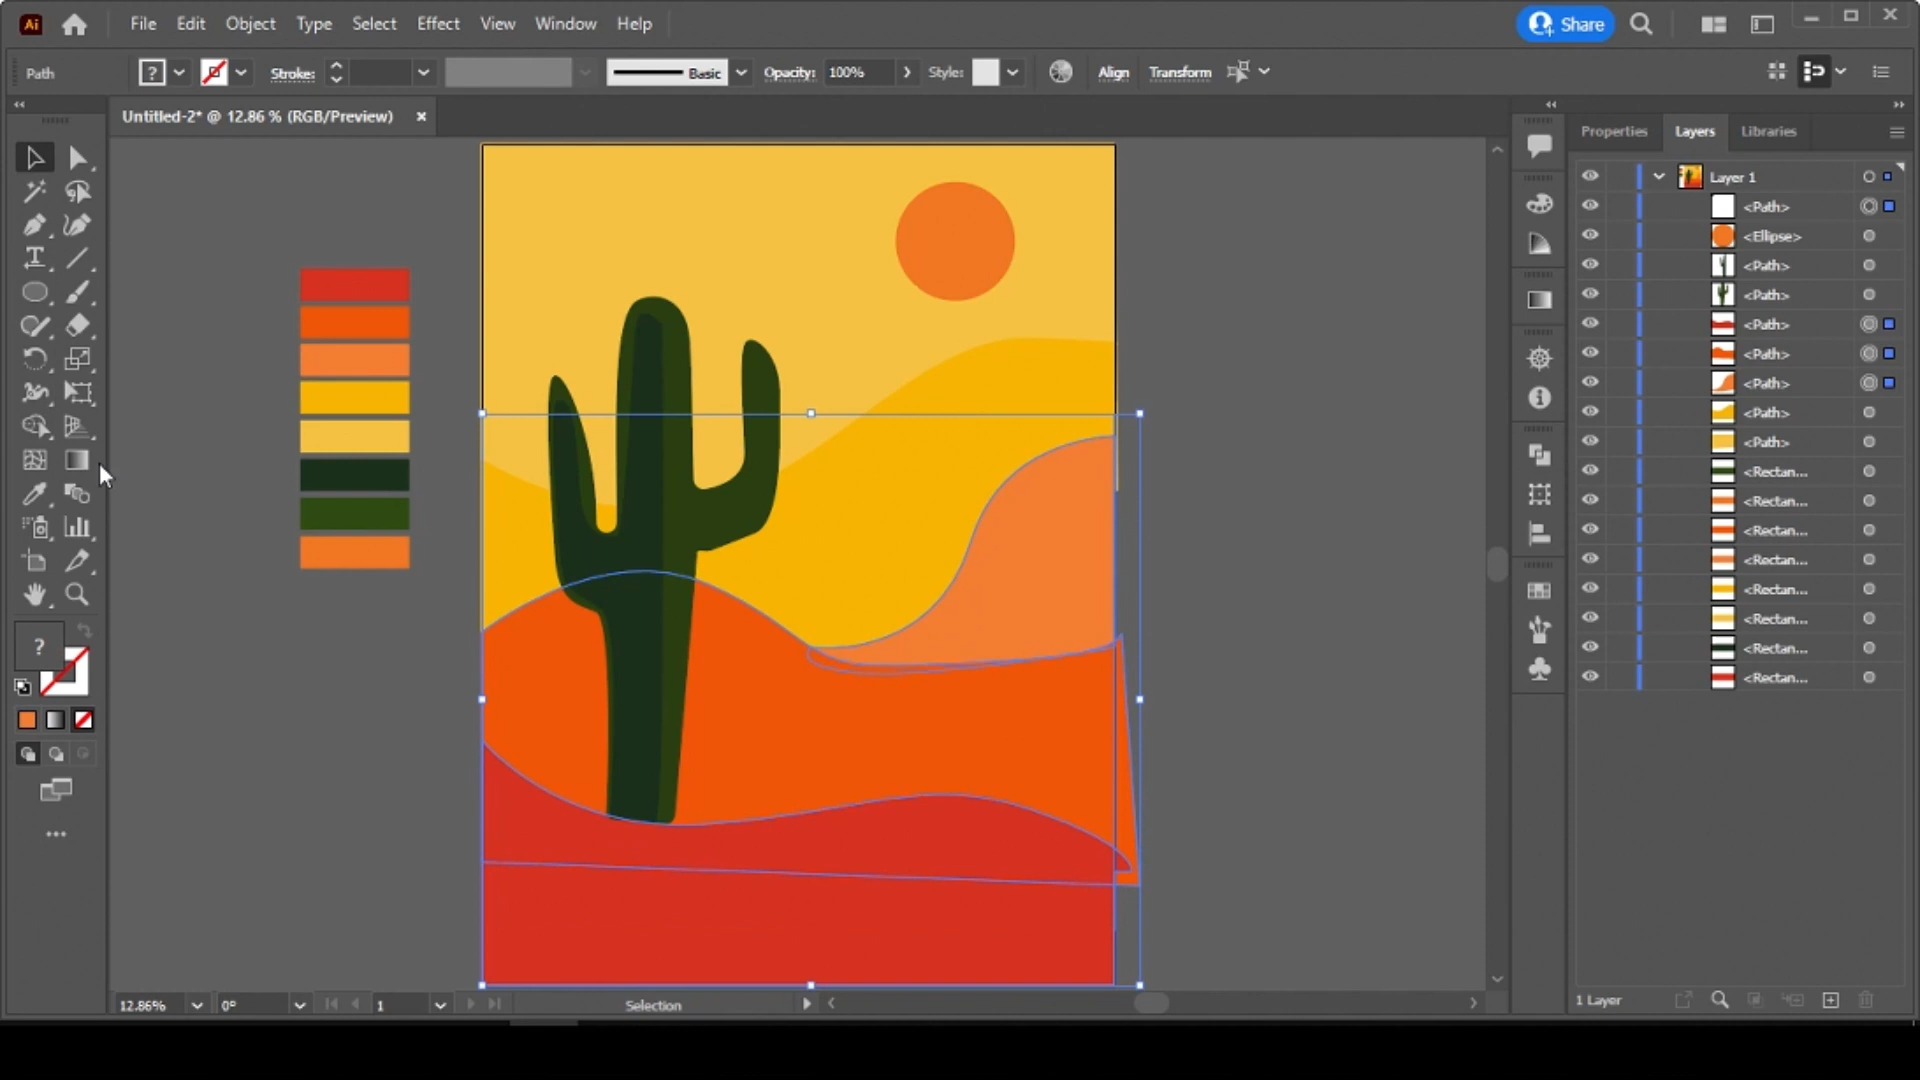 Ai File Edit Object Type Select Effect View Window Help Share
Path ? Stroke: Basic Opacity: 100% Style: Align Transform
Untitled-2* @ 12.86 % (RGB/Preview) ×
Properties Layers Libraries
Layer 1
<Path>
<Ellipse>
<Path>
<Path>
<Path>
<Path>
<Path>
<Path>
<Path>
<Rectan...
<Rectan...
<Rectan...
<Rectan...
<Rectan...
<Rectan...
<Rectan...
<Rectan...
?
12.86% 0° 1 Selection
1 Layer